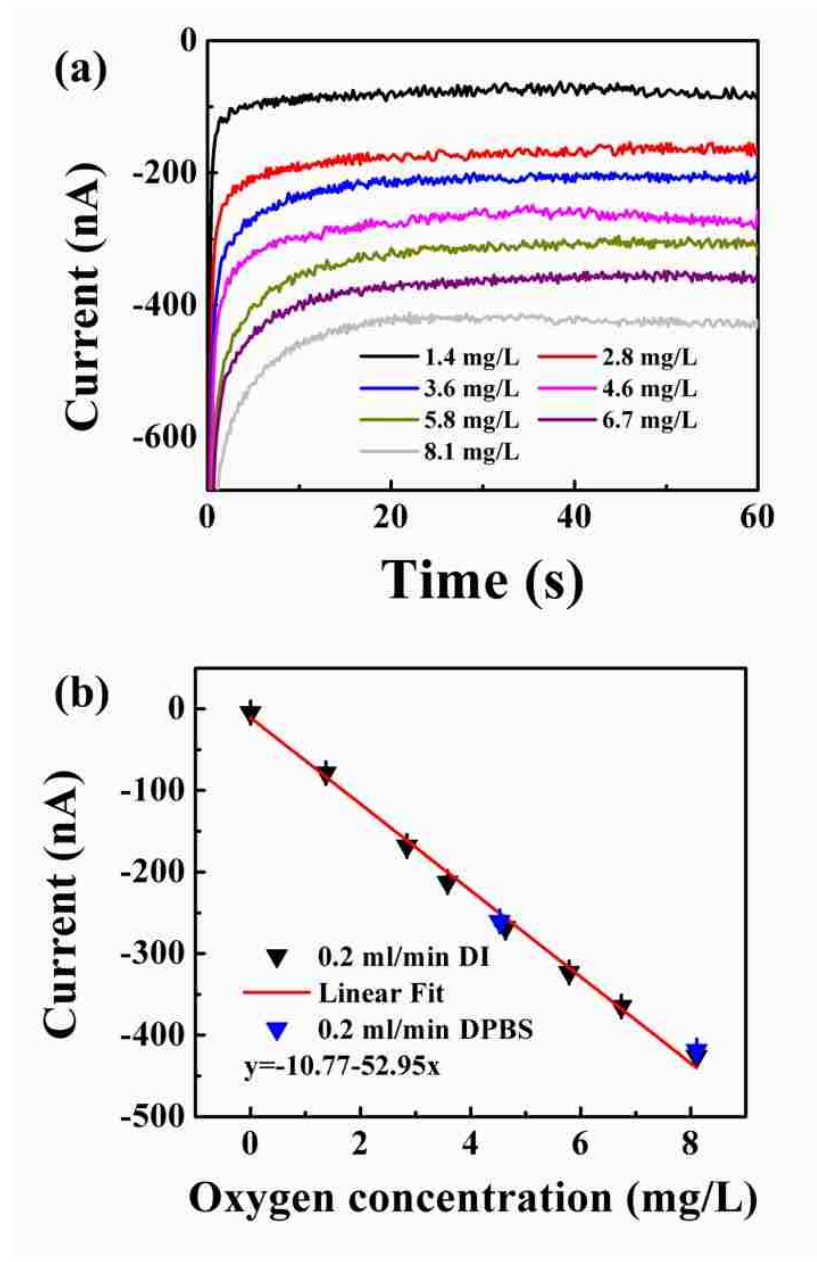 (a)
0
-200
-400
-600
Current (nA)
1.4 mg/L 2.8 mg/L
3.6 mg/L 4.6 mg/L
5.8 mg/L 6.7 mg/L
8.1 mg/L
0 20 40 60
Time (s)
(b)
0
-100
-200
-300
-400
-500
Current (nA)
0.2 ml/min DI
Linear Fit
0.2 ml/min DPBS
y=-10.77-52.95x
0 2 4 6 8
Oxygen concentration (mg/L)